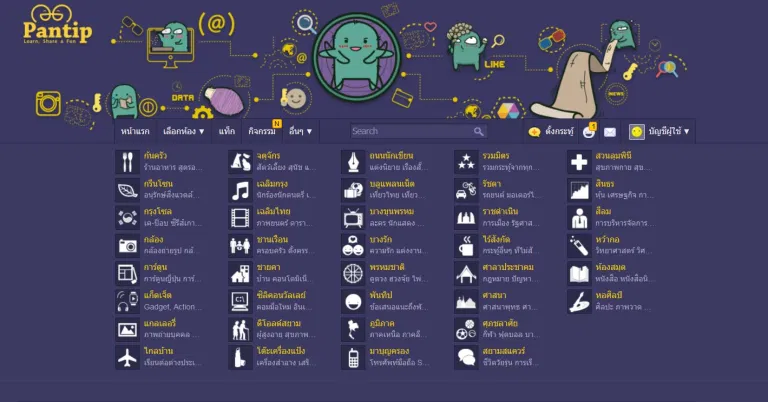 Pantip
Learn, Share & Fun
(@)
LIKE
DATA
NEWS
หน้าแรก เลือกห้อง ▼ แท็ก กิจกรรม N อื่นๆ ▼ Search ตั้งกระทู้ 1 บัญชีผู้ใช้ ▼
ก้นครัว จตุจักร ถนนนักเขียน รวมมิตร สวนลุมพินี
ร้านอาหาร สูตรอ... สัตว์เลี้ยง สุนัข แ... แต่งนิยาย เรื่องสั้... รวมกระทู้จากทุก... สุขภาพกาย สุข...
กรีนโซน เฉลิมกรุง บลูแพลนเน็ต รัชดา สินธร
อนุรักษ์สิ่งแวดล้... นักร้องนักดนตรี เ... เที่ยวไทย เที่ยว... รถยนต์ มอเตอร์ไ... หุ้น เศรษฐกิจ กา...
กรุงโซล เฉลิมไทย บางขุนพรหม ราชดำเนิน สีลม
เค-ป๊อบ ซีรีส์เกา... ภาพยนตร์ ดารา... ละคร นักแสดง ... การเมือง รัฐศาส... การบริหารจัดการ...
กล้อง ชานเรือน บางรัก ไร้สังกัด หว้ากอ
กล้องถ่ายรูป กล้... ครอบครัว ตั้งครร... ความรัก แต่งงาน... กระทู้อื่นๆ ที่ไม่สั... วิทยาศาสตร์ วิศ...
การ์ตูน ชายคา พรหมชาติ ศาลาประชาคม ห้องสมุด
การ์ตูนญี่ปุ่น การ์... บ้าน คอนโดมิเนี... ดูดวง ฮวงจุ้ย ไพ... กฎหมาย ปัญหา... หนังสือ หนังสือนิ...
แก็ดเจ็ต ซิลิคอนวัลเลย์ พันทิป ศาสนา หอศิลป์
Gadget, Action... คอมมือใหม่ อินเ... ข้อเสนอแนะถึงพั... ศาสนาพุทธ ศา... ศิลปะ ภาพวาด ...
แกลเลอรี่ ดิโอลด์สยาม ภูมิภาค ศุภชลาศัย
ภาพถ่ายบุคคล ... ผู้สูงอายุ สุขภาพ... ภาคเหนือ ภาคอี... กีฬา ฟุตบอล บา...
ไกลบ้าน โต๊ะเครื่องแป้ง มาบุญครอง สยามสแควร์
เรียนต่อต่างประเ... เครื่องสำอาง เสริ... โทรศัพท์มือถือ S... ชีวิตวัยรุ่น การเรี...